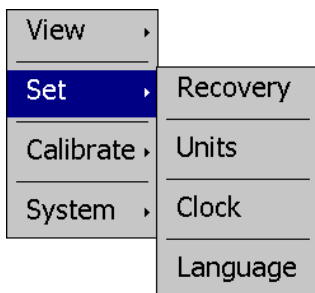 View
Set
Calibrate
System
Recovery
Units
Clock
Language